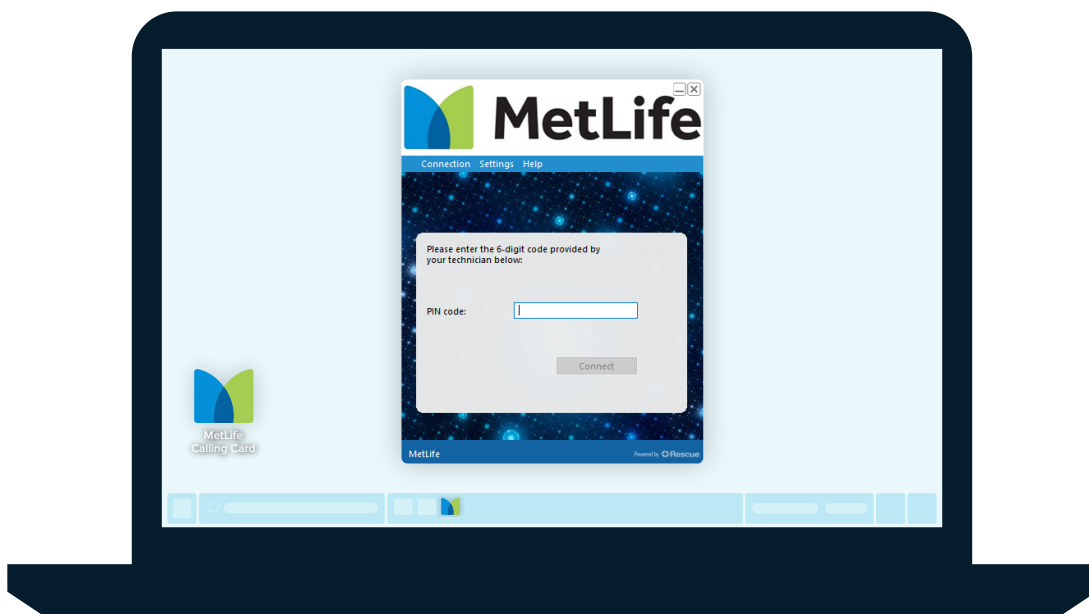 MetLife
Connection Settings Help
Please enter the 6-digit code provided by
your technician below:
PIN code:
Connect
MetLife
Calling Card
MetLife
Powered by Rescue